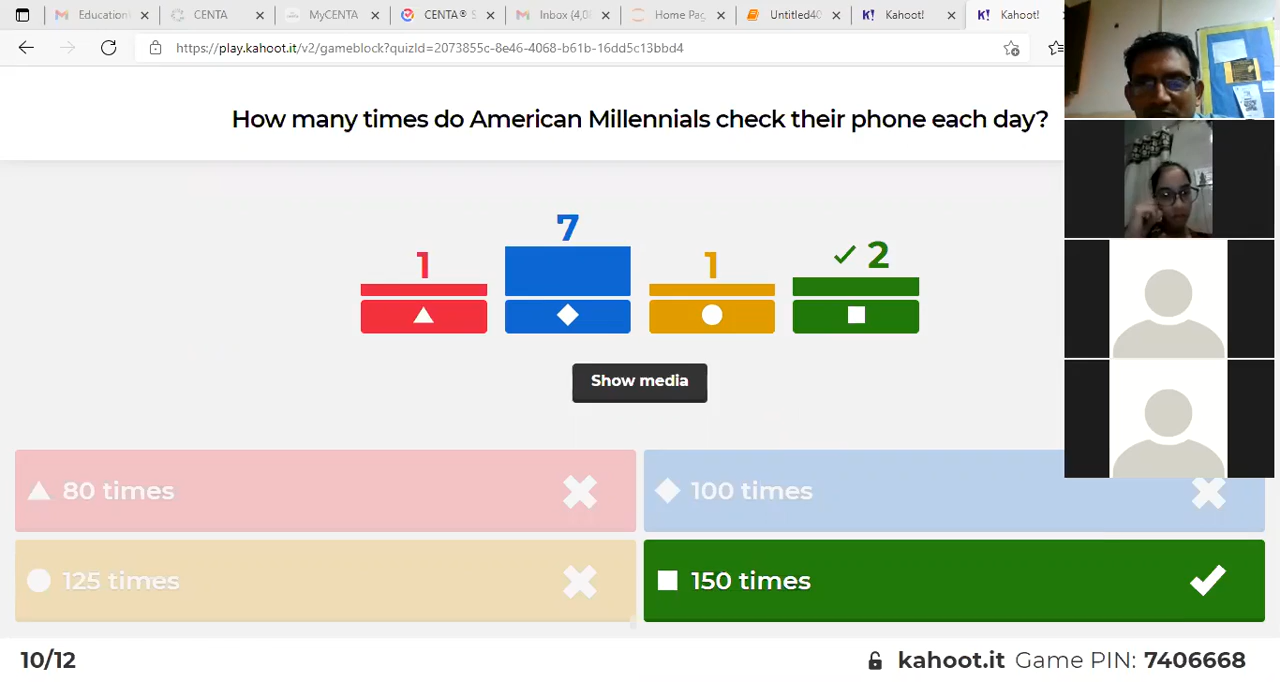 Education
CENTA
MyCENTA
CENTA® S
Inbox (4,0
Home Pag
Untitled40
Kahoot!
Kahoot!
https://play.kahoot.it/v2/gameblock?quizId=2073855c-8e46-4068-b61b-16dd5c13bbd4
How many times do American Millennials check their phone each day?
1
7
1
2
Show media
80 times
100 times
125 times
150 times
10/12
kahoot.it Game PIN: 7406668